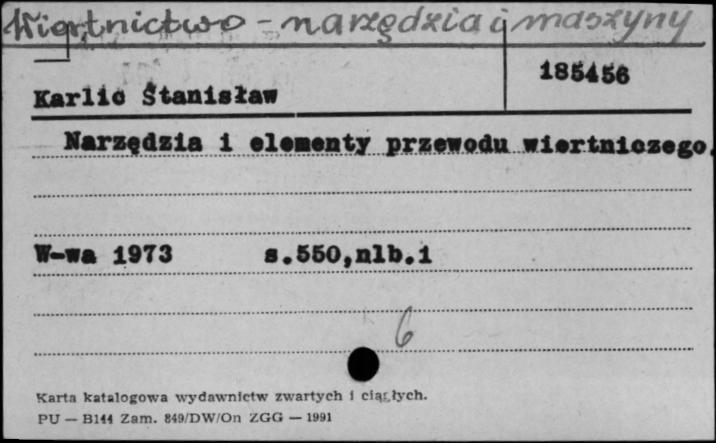 Wiertnictwo - narzędzia i maszyny
185456
Karlic Stanisław
Narzędzia i elementy przewodu wiertniczego.
W-wa 1973 s.550,nlb.1
6
Karta katalogowa wydawnictw zwartych i ciągłych.
PU — B144 Zam. 849/DW/On ZGG — 1991